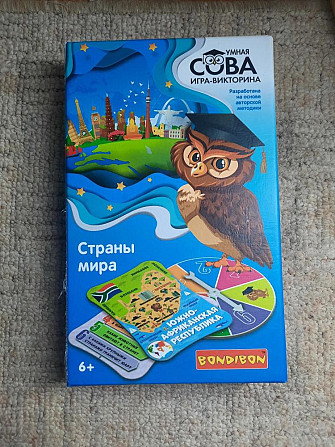 УМНАЯ
СОВА
ИГРА-ВИКТОРИНА
Разработана
на основе
авторской
методики
Страны
мира
ЮЖНО-
АФРИКАНСКАЯ
РЕСПУБЛИКА
6+
BONDIBON